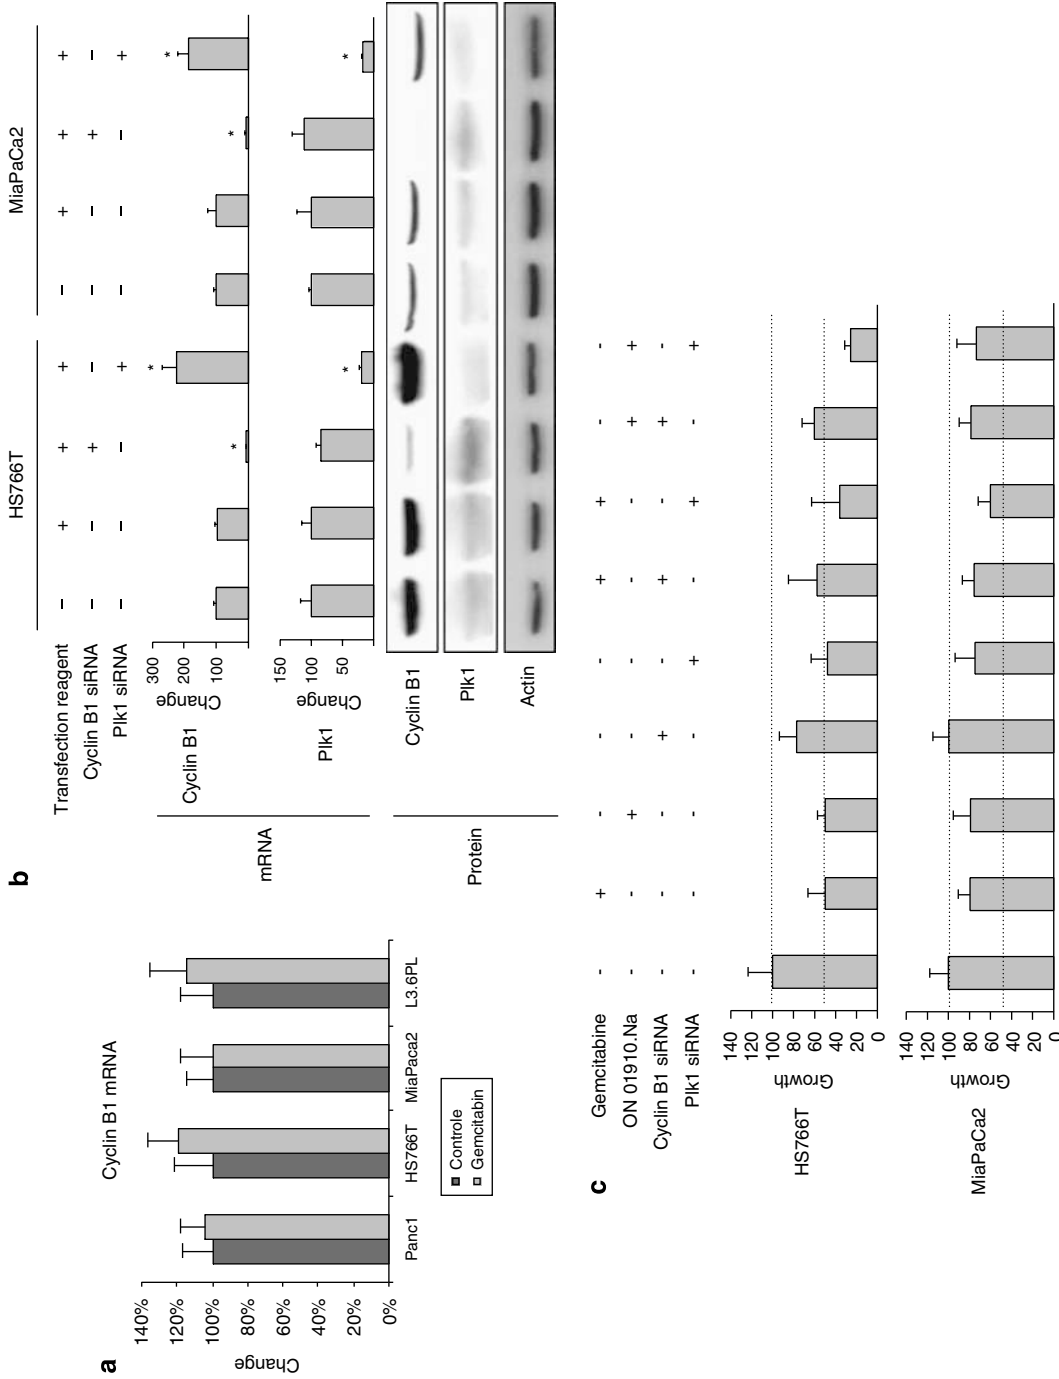 a
Cyclin B1 mRNA
Change
140%
120%
100%
80%
60%
40%
20%
0%
Panc1
HS766T
MiaPaca2
L3.6PL
Controle
Gemcitabin
b
HS766T
MiaPaCa2
Transfection reagent – + + + – + + +
Cyclin B1 siRNA – – + – – – + –
Plk1 siRNA – – – + – – – +
mRNA
Cyclin B1
Change
300
200
100
* * * *
Plk1
Change
150
100
50
* *
Protein
Cyclin B1
Plk1
Actin
c
Gemcitabine - + - - - + + - -
ON 01910.Na - - + - - - - + +
Cyclin B1 siRNA - - - + - + - + -
Plk1 siRNA - - - - + - + - +
HS766T
Growth
140
120
100
80
60
40
20
0
MiaPaCa2
Growth
140
120
100
80
60
40
20
0